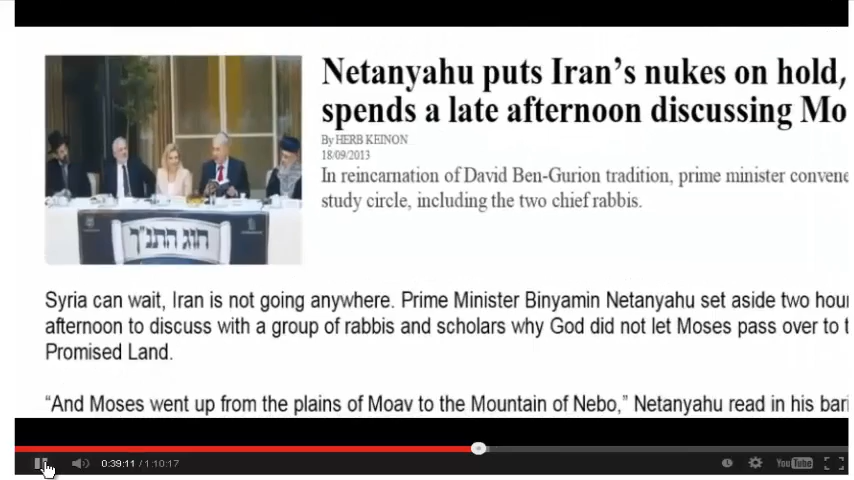 Netanyahu puts Iran's nukes on hold,
spends a late afternoon discussing Mo
By HERB KEINON
18/09/2013
In reincarnation of David Ben-Gurion tradition, prime minister convene
study circle, including the two chief rabbis.
חוג התנ"ך
Syria can wait, Iran is not going anywhere. Prime Minister Binyamin Netanyahu set aside two hour
afternoon to discuss with a group of rabbis and scholars why God did not let Moses pass over to t
Promised Land.
“And Moses went up from the plains of Moav to the Mountain of Nebo,” Netanyahu read in his bari
0:39:11 / 1:10:17
YouTube